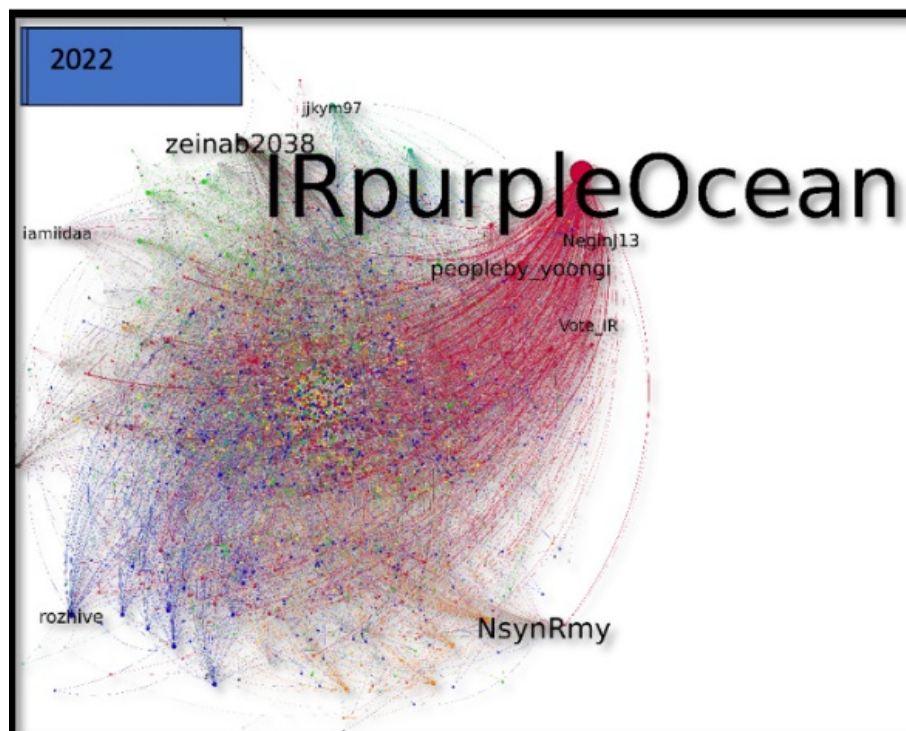 2022
jjkym97
zeinab2038
IRpurpleOcean
iamiidaa
NeginJ13
peopleby_yoongi
Vote_IR
rozhive
NsynRmy